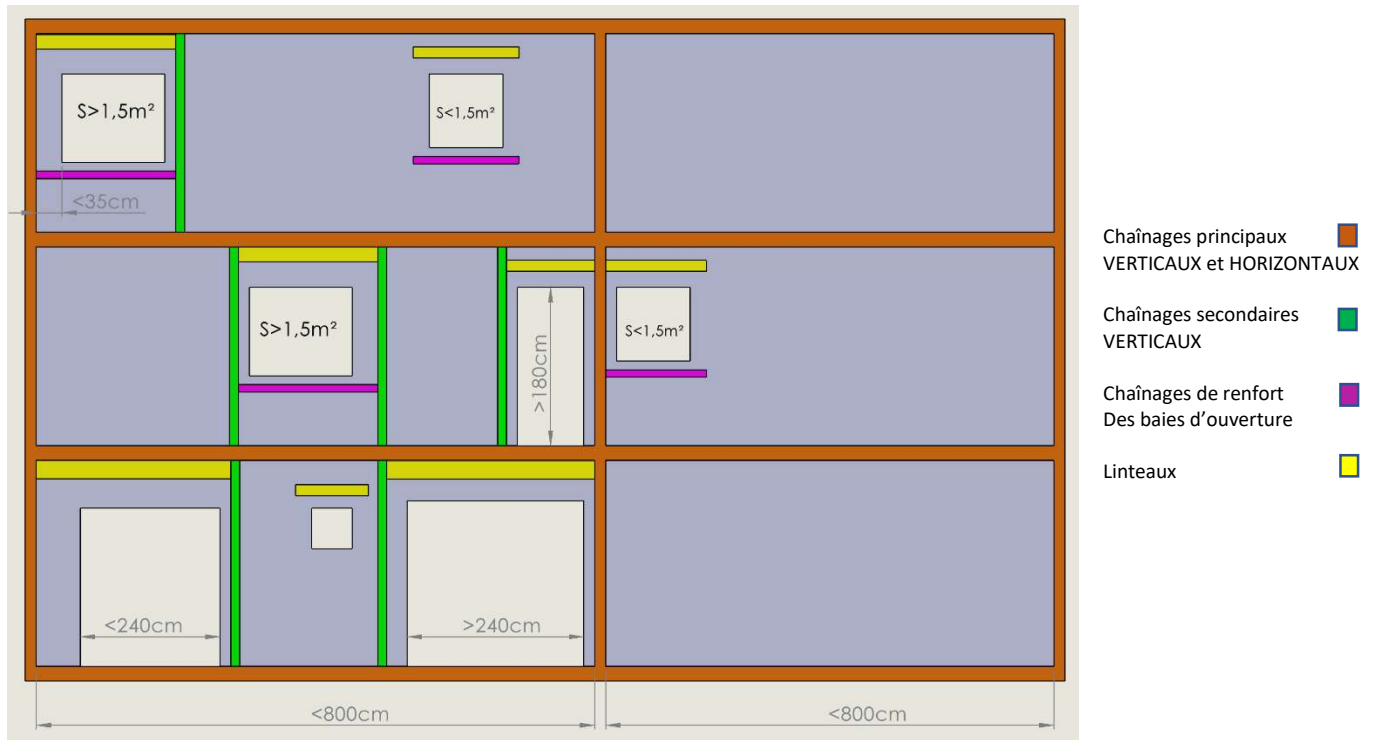 S>1,5m²
S<1,5m²
<35cm
S>1,5m²
>180cm
S<1,5m²
<240cm
>240cm
<800cm
<800cm
Chaînages principaux
VERTICAUX et HORIZONTAUX
Chaînages secondaires
VERTICAUX
Chaînages de renfort
Des baies d'ouverture
Linteaux